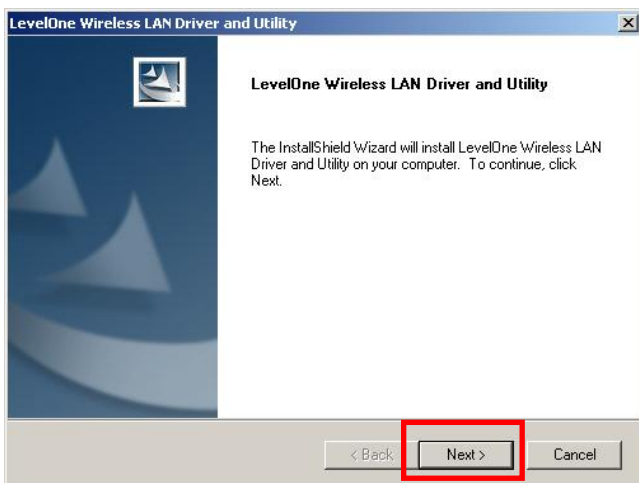 LevelOne Wireless LAN Driver and Utility
LevelOne Wireless LAN Driver and Utility
The InstallShield Wizard will install LevelOne Wireless LAN
Driver and Utility on your computer. To continue, click
Next.
< Back Next > Cancel